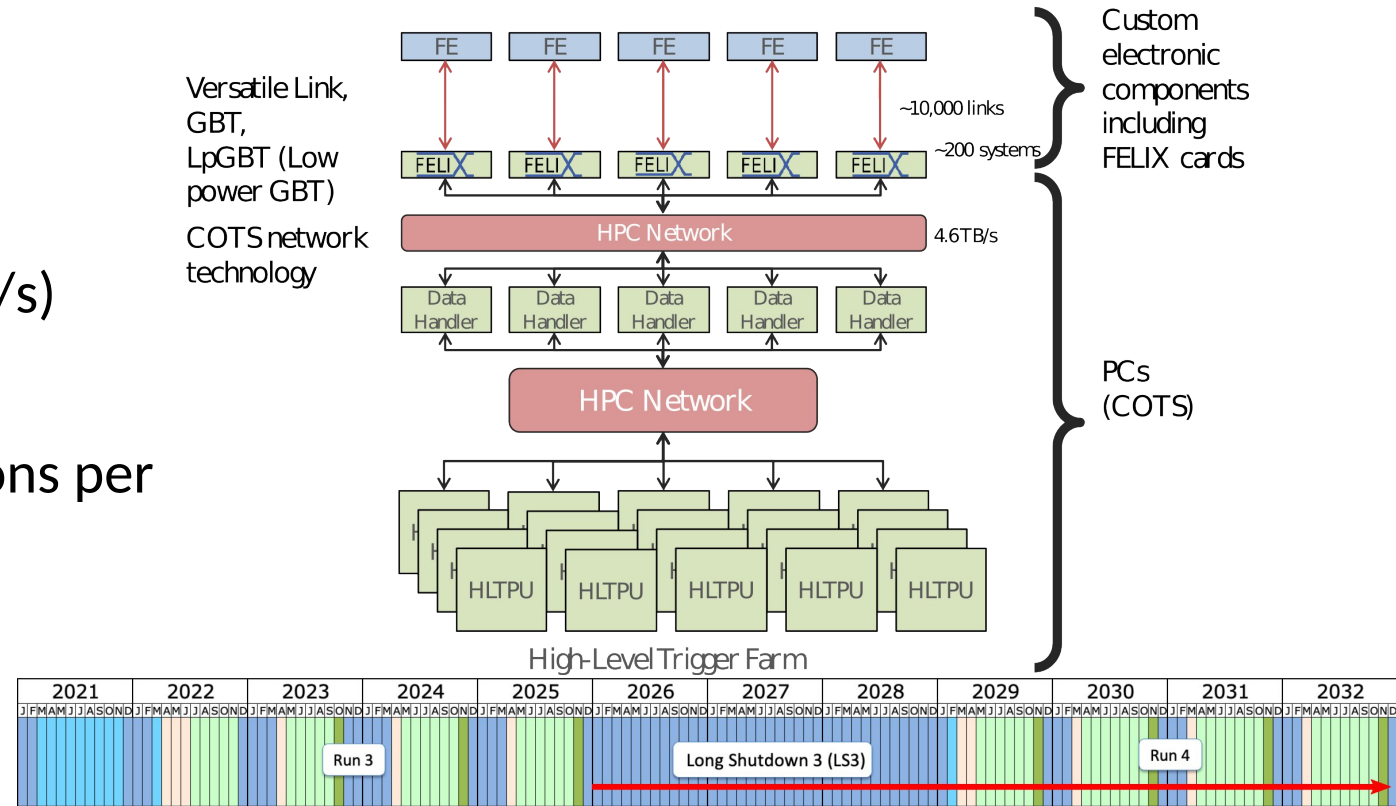 FE FE FE FE FE
Custom
electronic
components
including
FELIX cards
Versatile Link,
GBT,
LpGBT (Low
power GBT)
~10,000 links
~200 systems
FELIX FELIX FELIX FELIX FELIX
COTS network
technology
HPC Network
4.6 TB/s
/s)
Data Data Data Data Data
Handler Handler Handler Handler Handler
HPC Network
PCs
(COTS)
ons per
HLTPU HLTPU HLTPU HLTPU HLTPU
High-Level Trigger Farm
2021 2022 2023 2024 2025 2026 2027 2028 2029 2030 2031 2032
J F M A M J J A S O N D J F M A M J J A S O N D J F M A M J J A S O N D J F M A M J J A S O N D J F M A M J J A S O N D J F M A M J J A S O N D J F M A M J J A S O N D J F M A M J J A S O N D J F M A M J J A S O N D J F M A M J J A S O N D J F M A M J J A S O N D J F M A M J J A S O N D
Run 3
Long Shutdown 3 (LS3)
Run 4